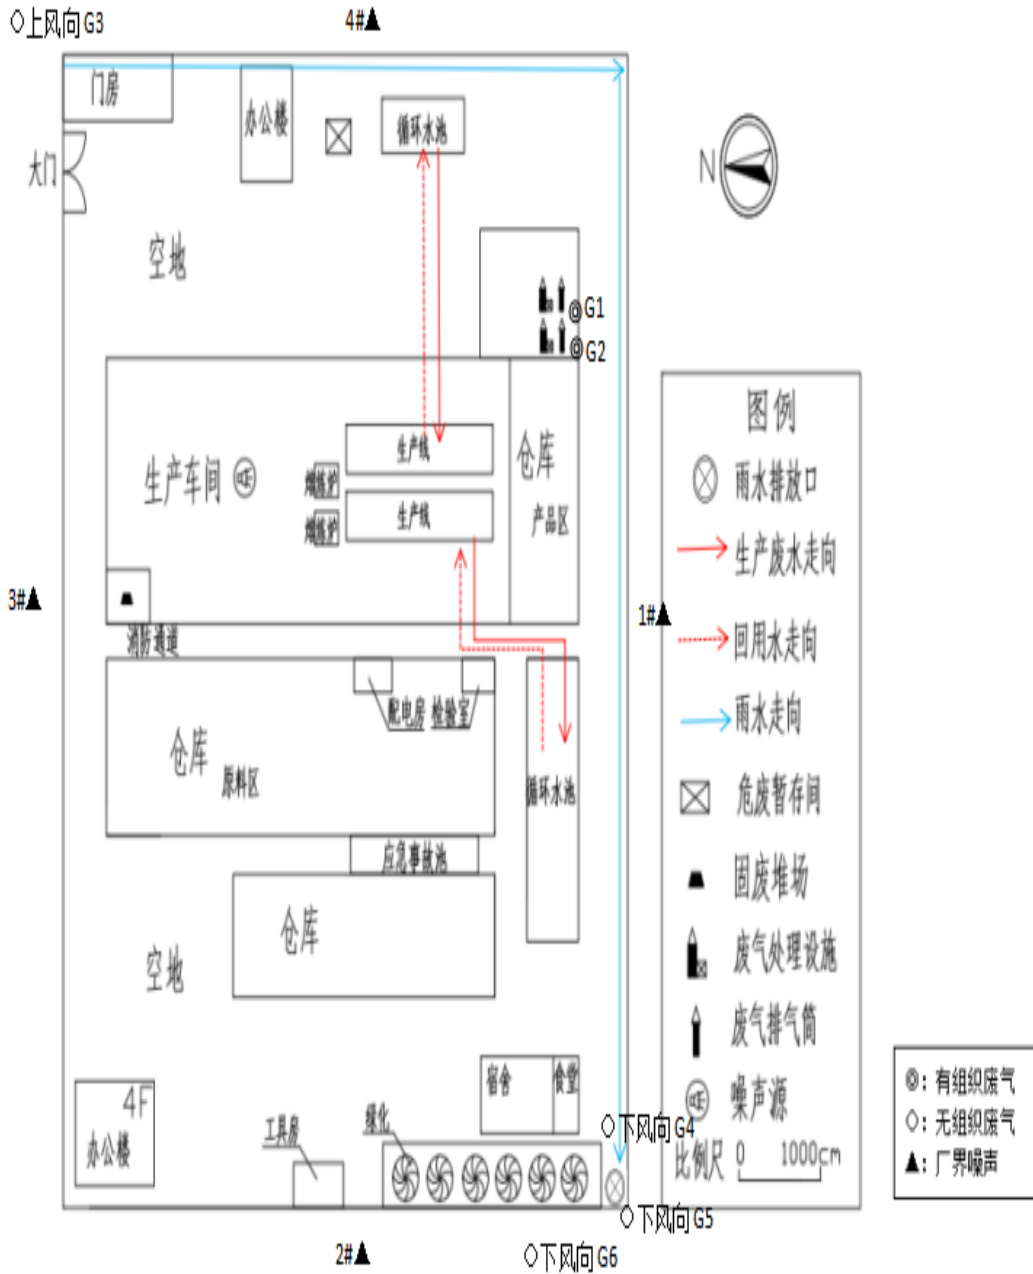 上风向 G3
4#
门房
办公楼
循环水池
大门
N
空地
G1
G2
图例
雨水排放口
生产废水走向
回用水走向
雨水走向
危废暂存间
固废堆场
废气处理设施
废气排气筒
噪声源
比例尺 0 1000cm
生产车间
熔炼炉
生产线
熔炼炉
生产线
仓库
产品区
3#
1#
消防通道
配电房
检验室
仓库
原料区
循环水池
应急事故池
仓库
空地
宿舍
食堂
4F
办公楼
工具房
绿化
下风向 G4
下风向 G5
2#
下风向 G6
: 有组织废气
: 无组织废气
: 厂界噪声